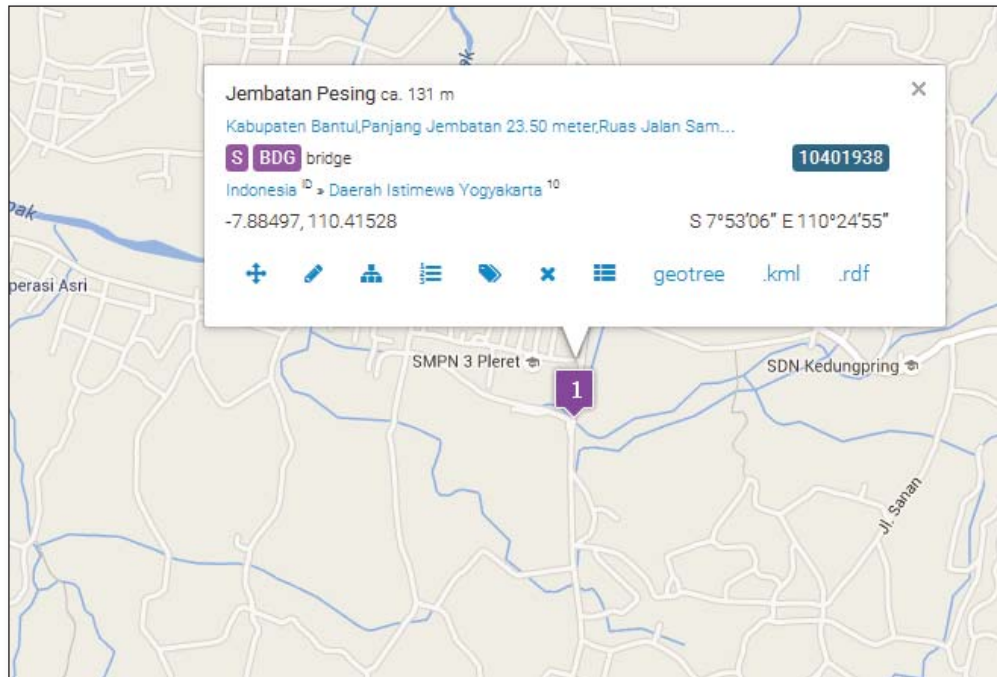 Jembatan Pesing ca. 131 m
×
Kabupaten Bantul,Panjang Jembatan 23.50 meter,Ruas Jalan Sam...
S BDG bridge
10401938
Indonesia ID » Daerah Istimewa Yogyakarta 10
-7.88497, 110.41528
S 7°53'06" E 110°24'55"
geotree .kml .rdf
pak
ak
perasi Asri
SMPN 3 Pleret
SDN Kedungpring
1
Jl. Sanan